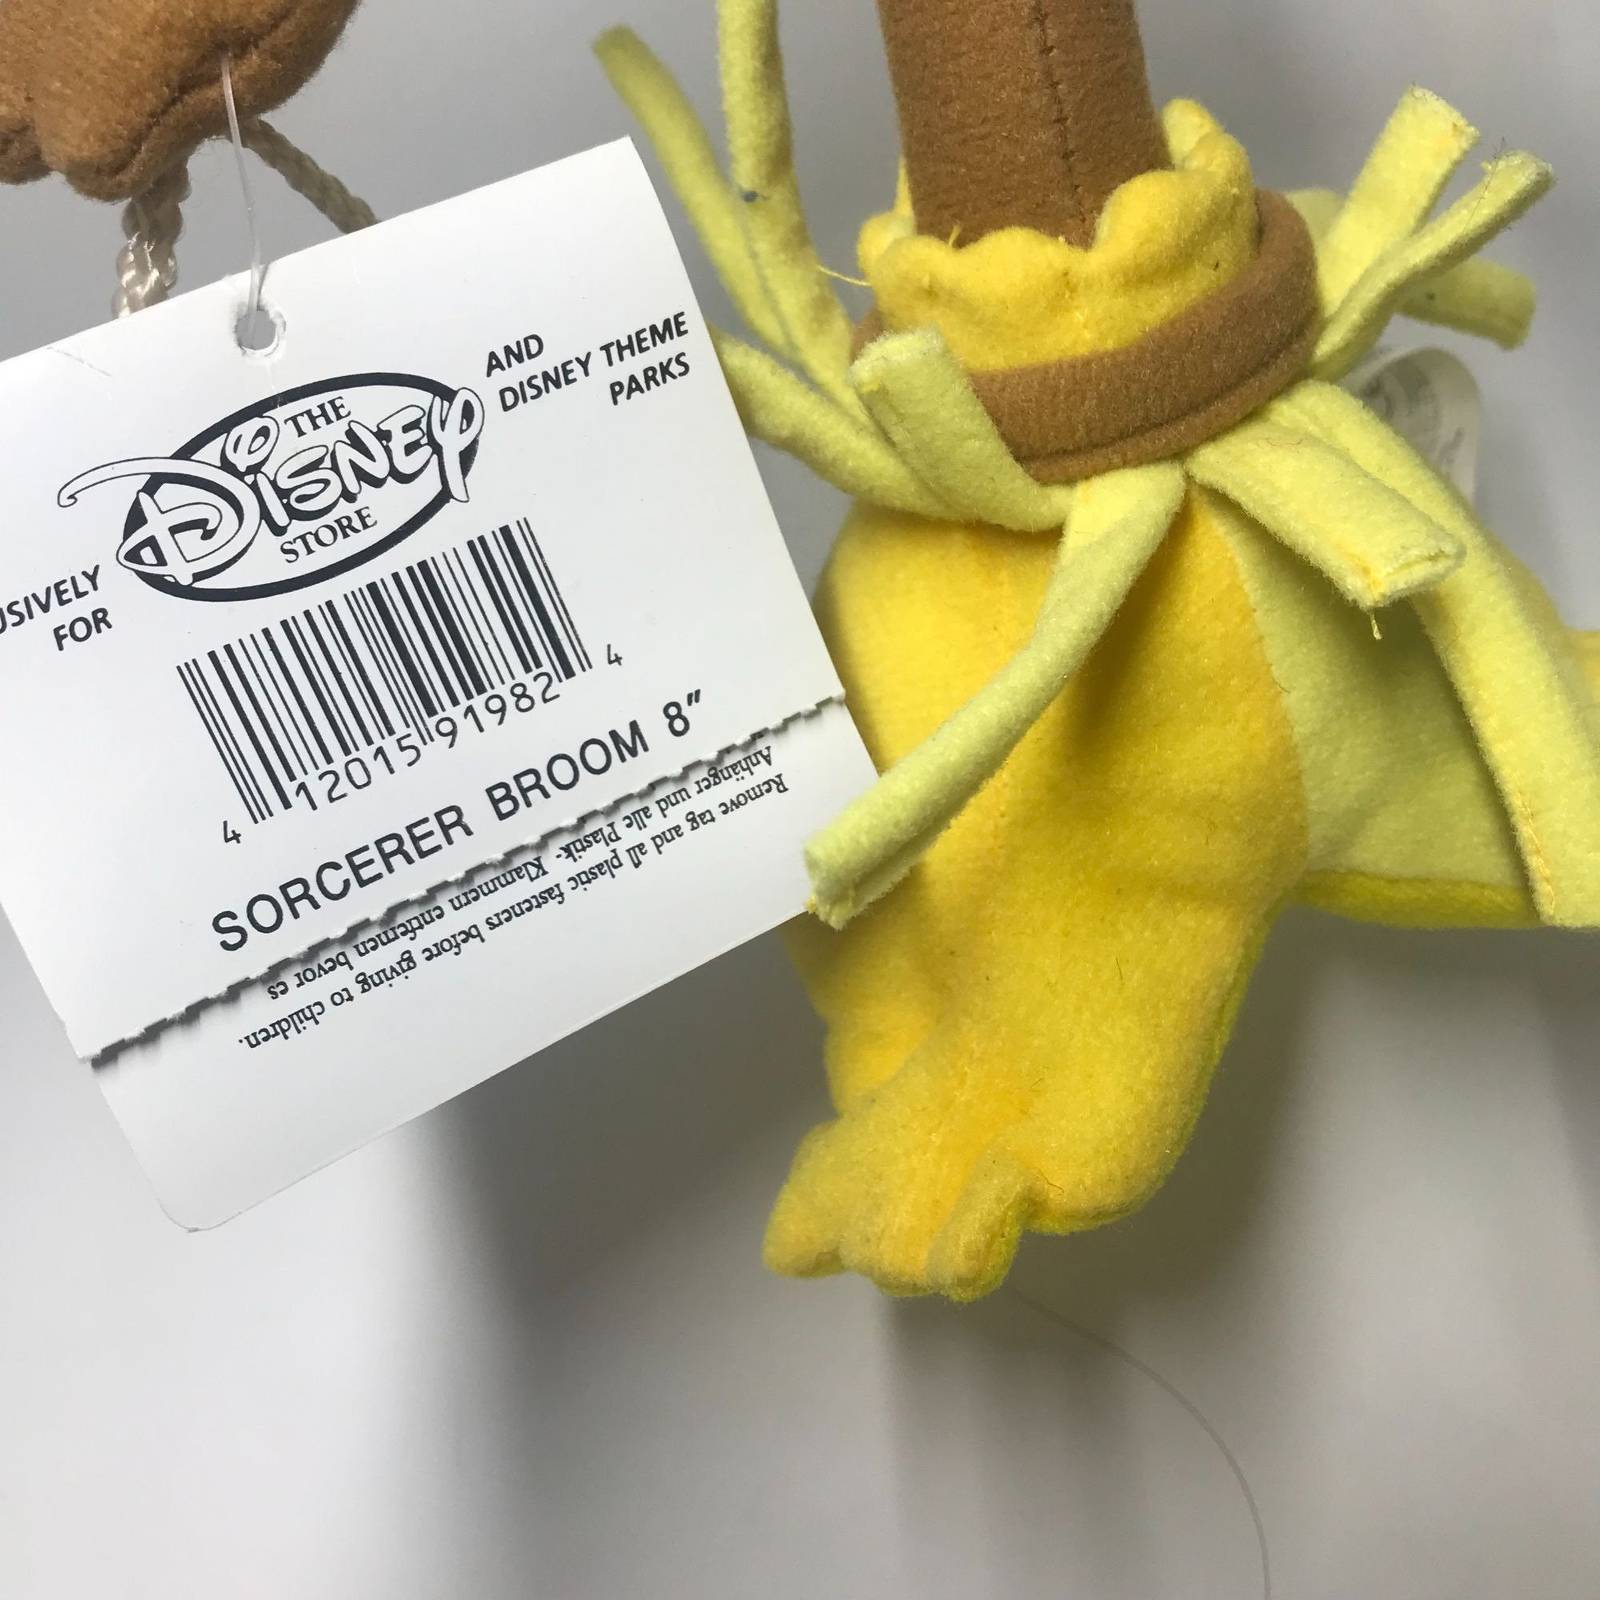 THE
DISNEY
STORE
AND
DISNEY THEME
PARKS
USIVELY
FOR
4 12015 91982 4
SORCERER BROOM 8"
Anhänger und alle Plastik- Klammern entfernen bevor es
Remove tag and all plastic fasteners before giving to children.